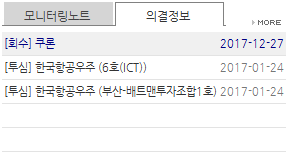 모니터링노트 의결정보 MORE
[회수] 쿠론 2017-12-27
[투심] 한국항공우주 (6호(ICT)) 2017-01-24
[투심] 한국항공우주 (부산-배트맨투자조합1호) 2017-01-24